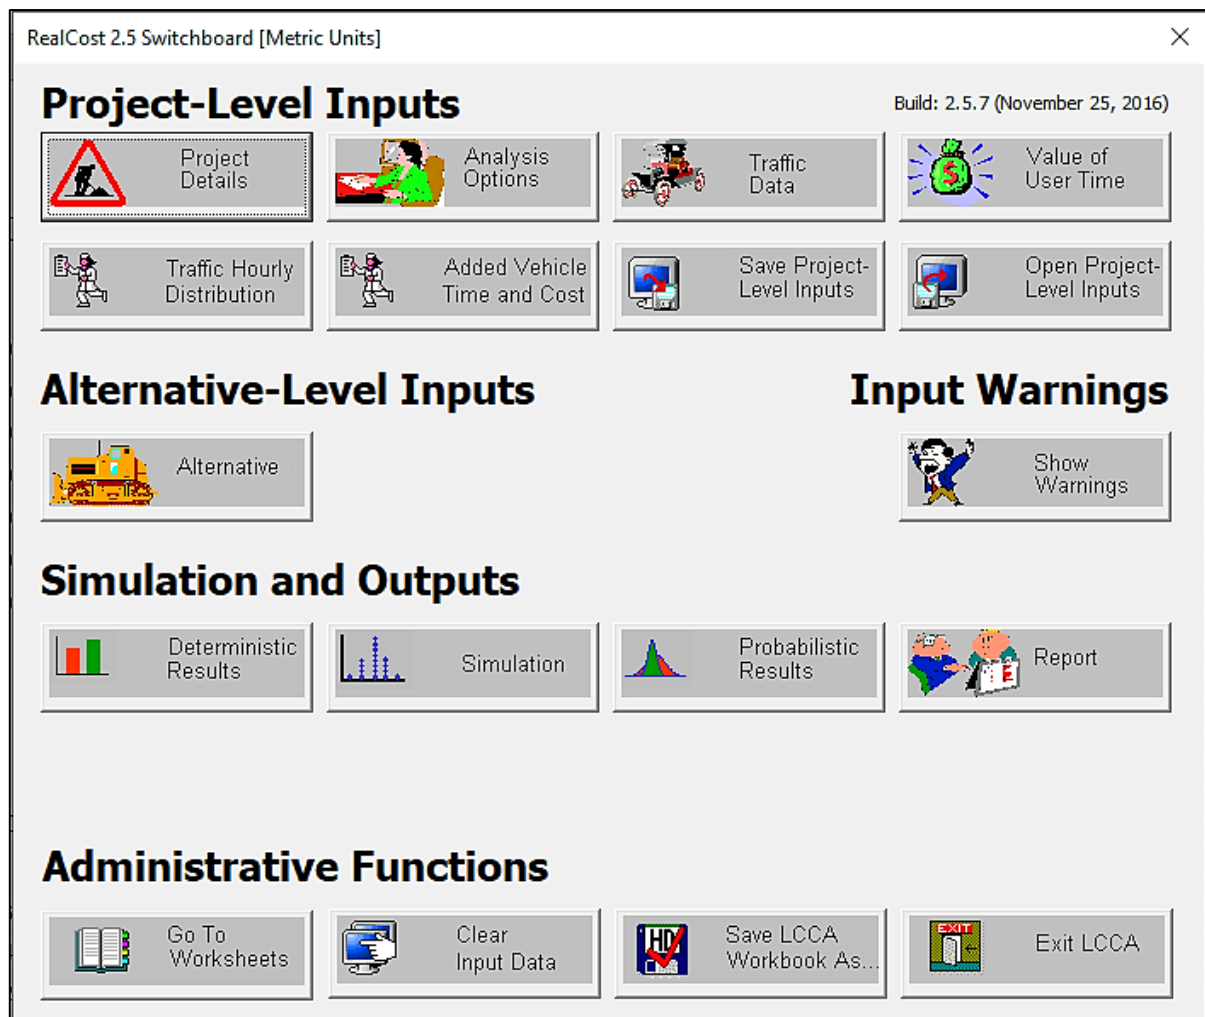 RealCost 2.5 Switchboard [Metric Units]
Project-Level Inputs
Build: 2.5.7 (November 25, 2016)
Project
Details
Analysis
Options
Traffic
Data
Value of
User Time
Traffic Hourly
Distribution
Added Vehicle
Time and Cost
Save Project-
Level Inputs
Open Project-
Level Inputs
Alternative-Level Inputs
Input Warnings
Alternative
Show
Warnings
Simulation and Outputs
Deterministic
Results
Simulation
Probabilistic
Results
Report
Administrative Functions
Go To
Worksheets
Clear
Input Data
HD
Save LCCA
Workbook As...
EXIT
Exit LCCA